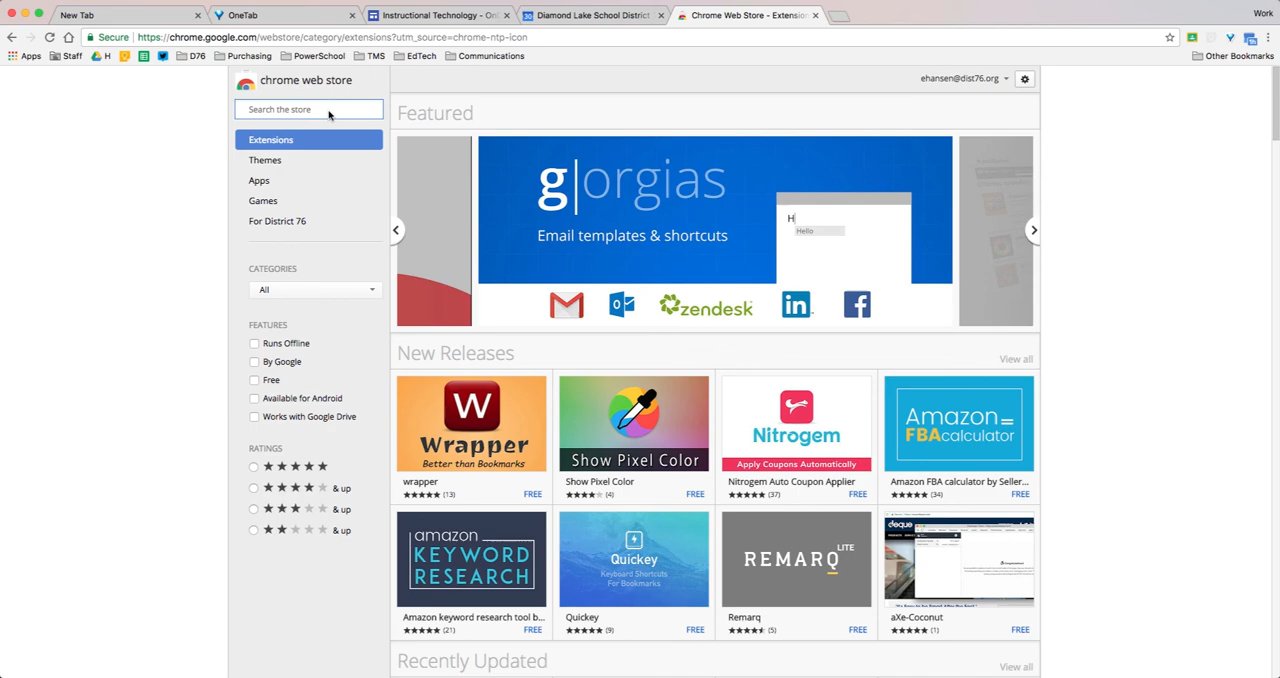 New Tab
OneTab
Instructional Technology - Onl
Diamond Lake School District
Chrome Web Store - Extension
Work
Secure
https://chrome.google.com/webstore/category/extensions?utm_source=chrome-ntp-icon
Apps
Staff
H
D76
Purchasing
PowerSchool
TMS
EdTech
Communications
Other Bookmarks
chrome web store
ehansen@dist76.org
Search the store
Extensions
Themes
Apps
Games
For District 76
CATEGORIES
All
FEATURES
Runs Offline
By Google
Free
Available for Android
Works with Google Drive
RATINGS
& up
& up
& up
Featured
g|orgias
Email templates & shortcuts
H
Hello
zendesk
in
New Releases
View all
W
Wrapper
Better than Bookmarks
wrapper
(13)
FREE
Show Pixel Color
Show Pixel Color
(4)
FREE
Nitrogem
Apply Coupons Automatically
Nitrogem Auto Coupon Applier
(37)
FREE
Amazon=
FBAcalculator
Amazon FBA calculator by Seller...
(34)
FREE
amazon
KEYWORD
RESEARCH
Amazon keyword research tool b...
(21)
FREE
Quickey
Keyboard Shortcuts
For Bookmarks
Quickey
(9)
FREE
REMARQ LITE
Remarq
(5)
FREE
deque
aXe-Coconut
(1)
FREE
Recently Updated
View all